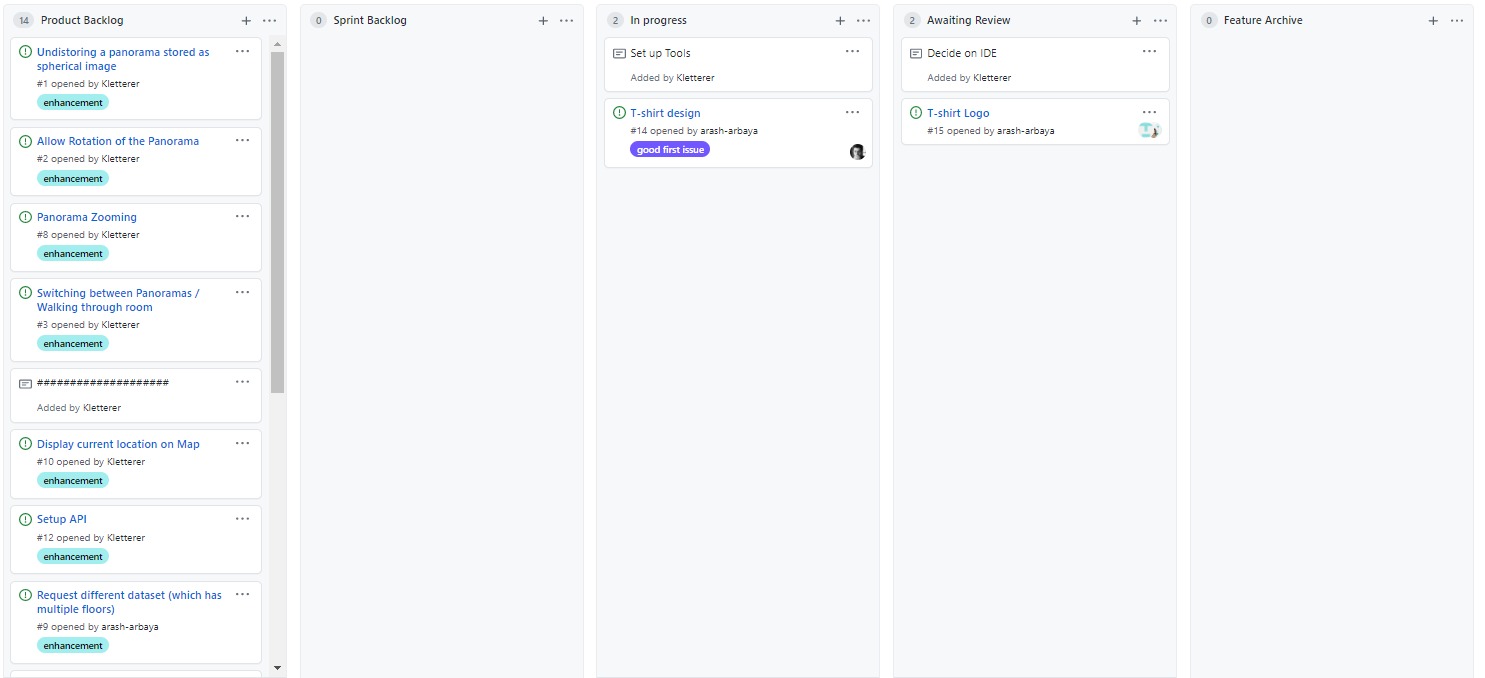 14 Product Backlog
Undistoring a panorama stored as
spherical image
#1 opened by Kletterer
enhancement
Allow Rotation of the Panorama
#2 opened by Kletterer
enhancement
Panorama Zooming
#8 opened by Kletterer
enhancement
Switching between Panoramas /
Walking through room
#3 opened by Kletterer
enhancement
####################
Added by Kletterer
Display current location on Map
#10 opened by Kletterer
enhancement
Setup API
#12 opened by Kletterer
enhancement
Request different dataset (which has
multiple floors)
#9 opened by arash-arbaya
enhancement
0 Sprint Backlog
2 In progress
Set up Tools
Added by Kletterer
T-shirt design
#14 opened by arash-arbaya
good first issue
2 Awaiting Review
Decide on IDE
Added by Kletterer
T-shirt Logo
#15 opened by arash-arbaya
0 Feature Archive